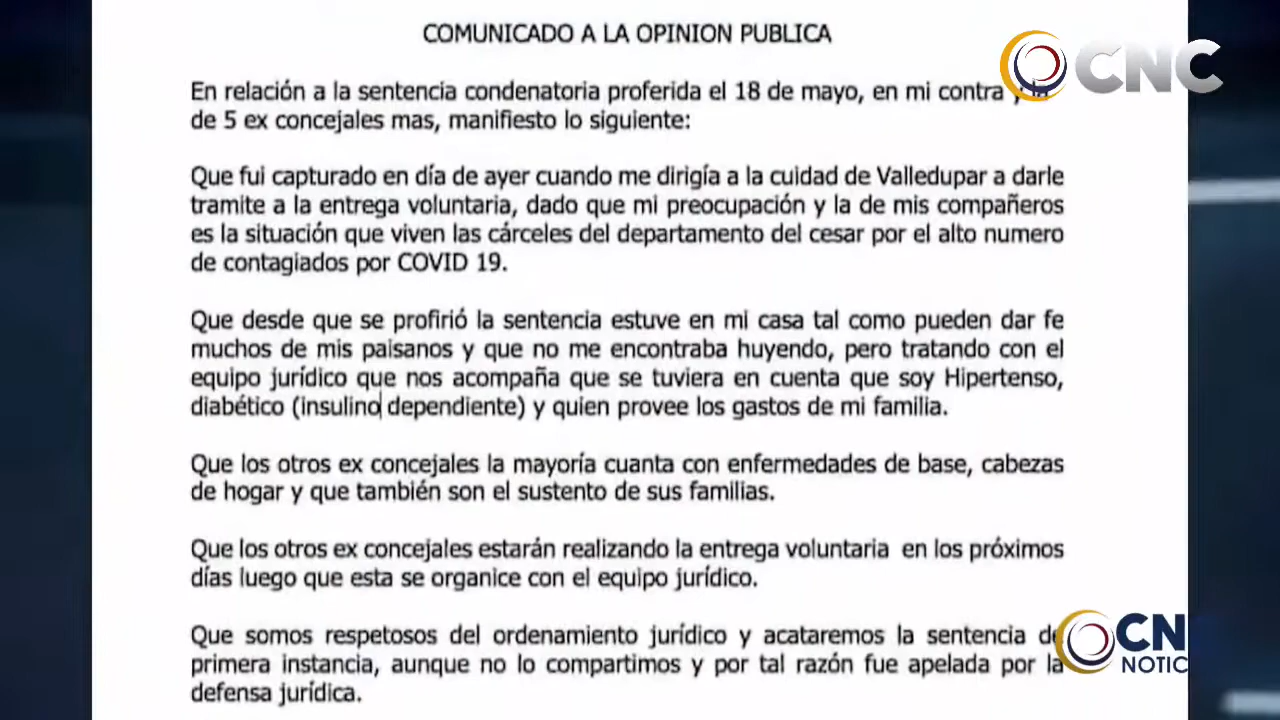 COMUNICADO A LA OPINION PUBLICA
CNC
En relación a la sentencia condenatoria proferida el 18 de mayo, en mi contra y la
de 5 ex concejales mas, manifiesto lo siguiente:
Que fui capturado en día de ayer cuando me dirigía a la cuidad de Valledupar a darle
tramite a la entrega voluntaria, dado que mi preocupación y la de mis compañeros
es la situación que viven las cárceles del departamento del cesar por el alto numero
de contagiados por COVID 19.
Que desde que se profirió la sentencia estuve en mi casa tal como pueden dar fe
muchos de mis paisanos y que no me encontraba huyendo, pero tratando con el
equipo jurídico que nos acompaña que se tuviera en cuenta que soy Hipertenso,
diabético (insulino dependiente) y quien provee los gastos de mi familia.
Que los otros ex concejales la mayoría cuanta con enfermedades de base, cabezas
de hogar y que también son el sustento de sus familias.
Que los otros ex concejales estarán realizando la entrega voluntaria en los próximos
días luego que esta se organice con el equipo jurídico.
Que somos respetosos del ordenamiento jurídico y acataremos la sentencia de
primera instancia, aunque no lo compartimos y por tal razón fue apelada por la
defensa jurídica.
CN
NOTIC